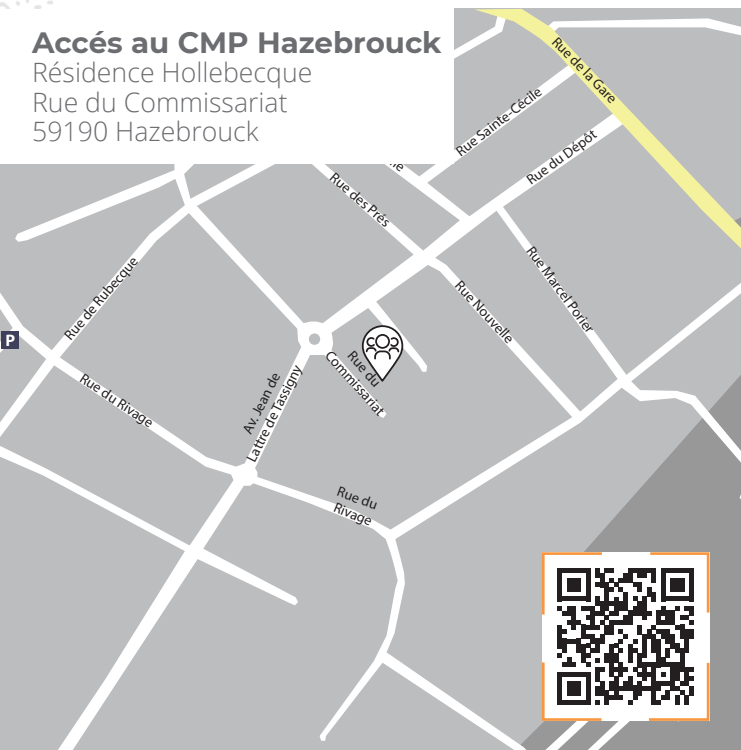 Accés au CMP Hazebrouck
Résidence Hollebecque
Rue du Commissariat
59190 Hazebrouck
Rue de la Gare
Rue Sainte-Cécile
Rue du Dépôt
Rue des Prés
Rue Marcel Porier
Rue de Rubecque
Rue Nouvelle
P
Rue du
Commissariat
Av. Jean de
Lattre de Tassigny
Rue du Rivage
Rue du
Rivage